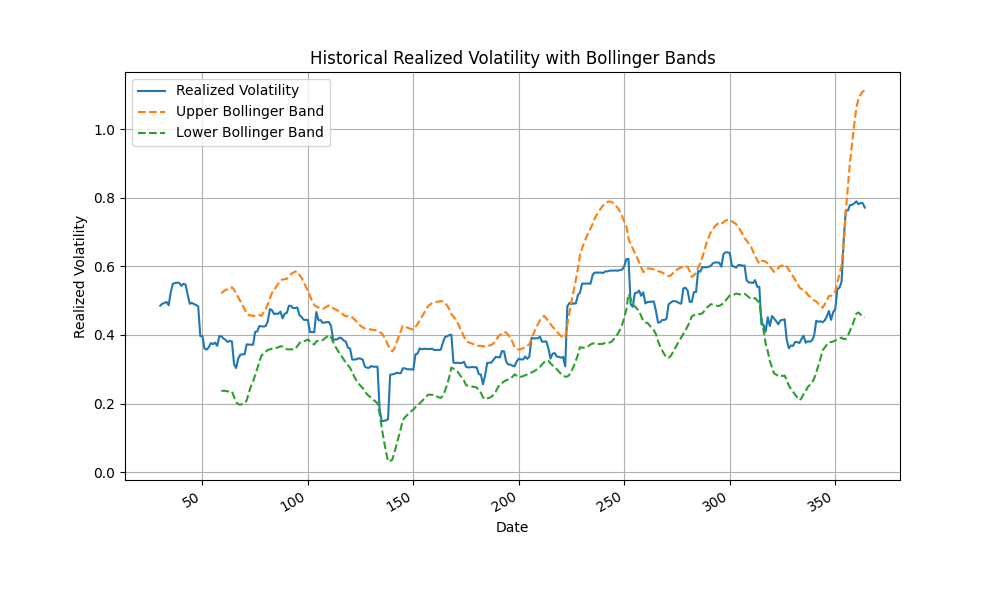 Historical Realized Volatility with Bollinger Bands
Realized Volatility
Upper Bollinger Band
Lower Bollinger Band
1.0
0.8
0.6
0.4
0.2
0.0
Realized Volatility
50
100
150
200
250
300
350
Date